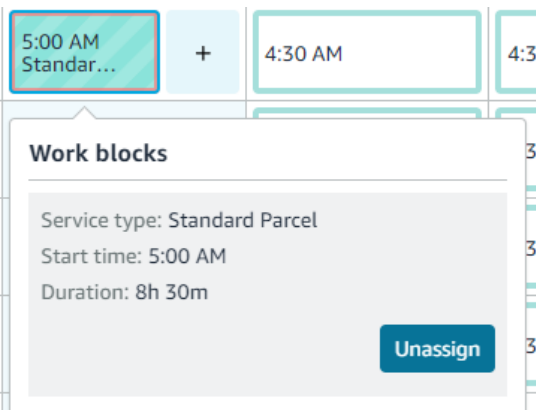 5:00 AM
Standar...
+
4:30 AM
Work blocks
Service type: Standard Parcel
Start time: 5:00 AM
Duration: 8h 30m
Unassign